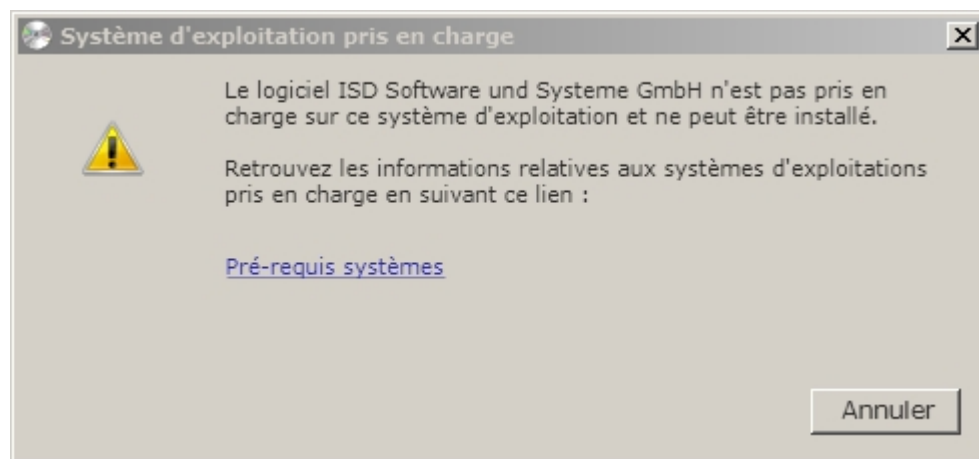 Système d'exploitation pris en charge
Le logiciel ISD Software und Systeme GmbH n'est pas pris en
charge sur ce système d'exploitation et ne peut être installé.
Retrouvez les informations relatives aux systèmes d'exploitations
pris en charge en suivant ce lien :
Pré-requis systèmes
Annuler